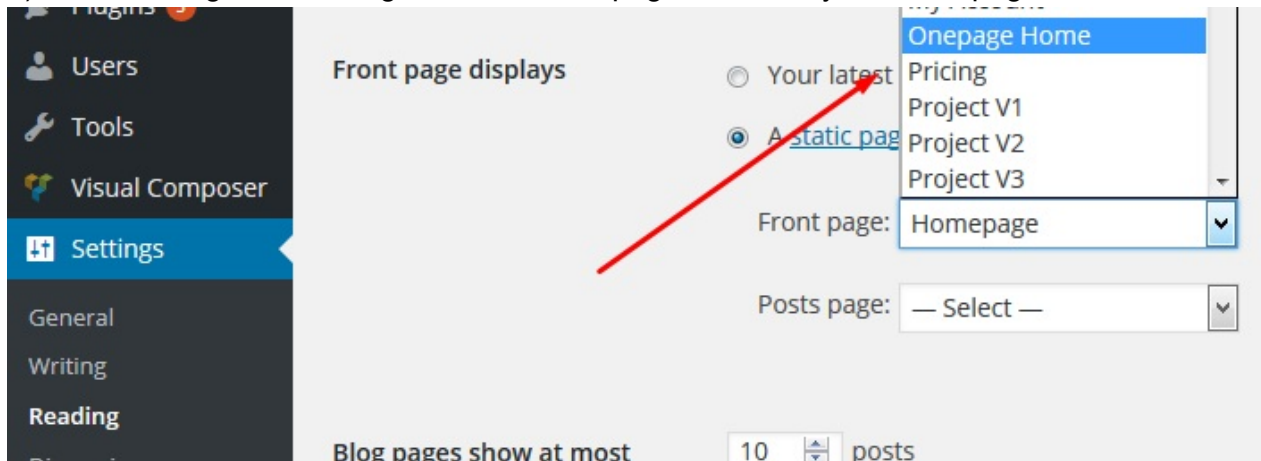 Plugins
My Account
Onepage Home
Users
Front page displays
Your latest
Pricing
Project V1
Tools
A static pag
Project V2
Visual Composer
Project V3
Front page: Homepage
Settings
Posts page: — Select —
General
Writing
Reading
Blog pages show at most 10 posts